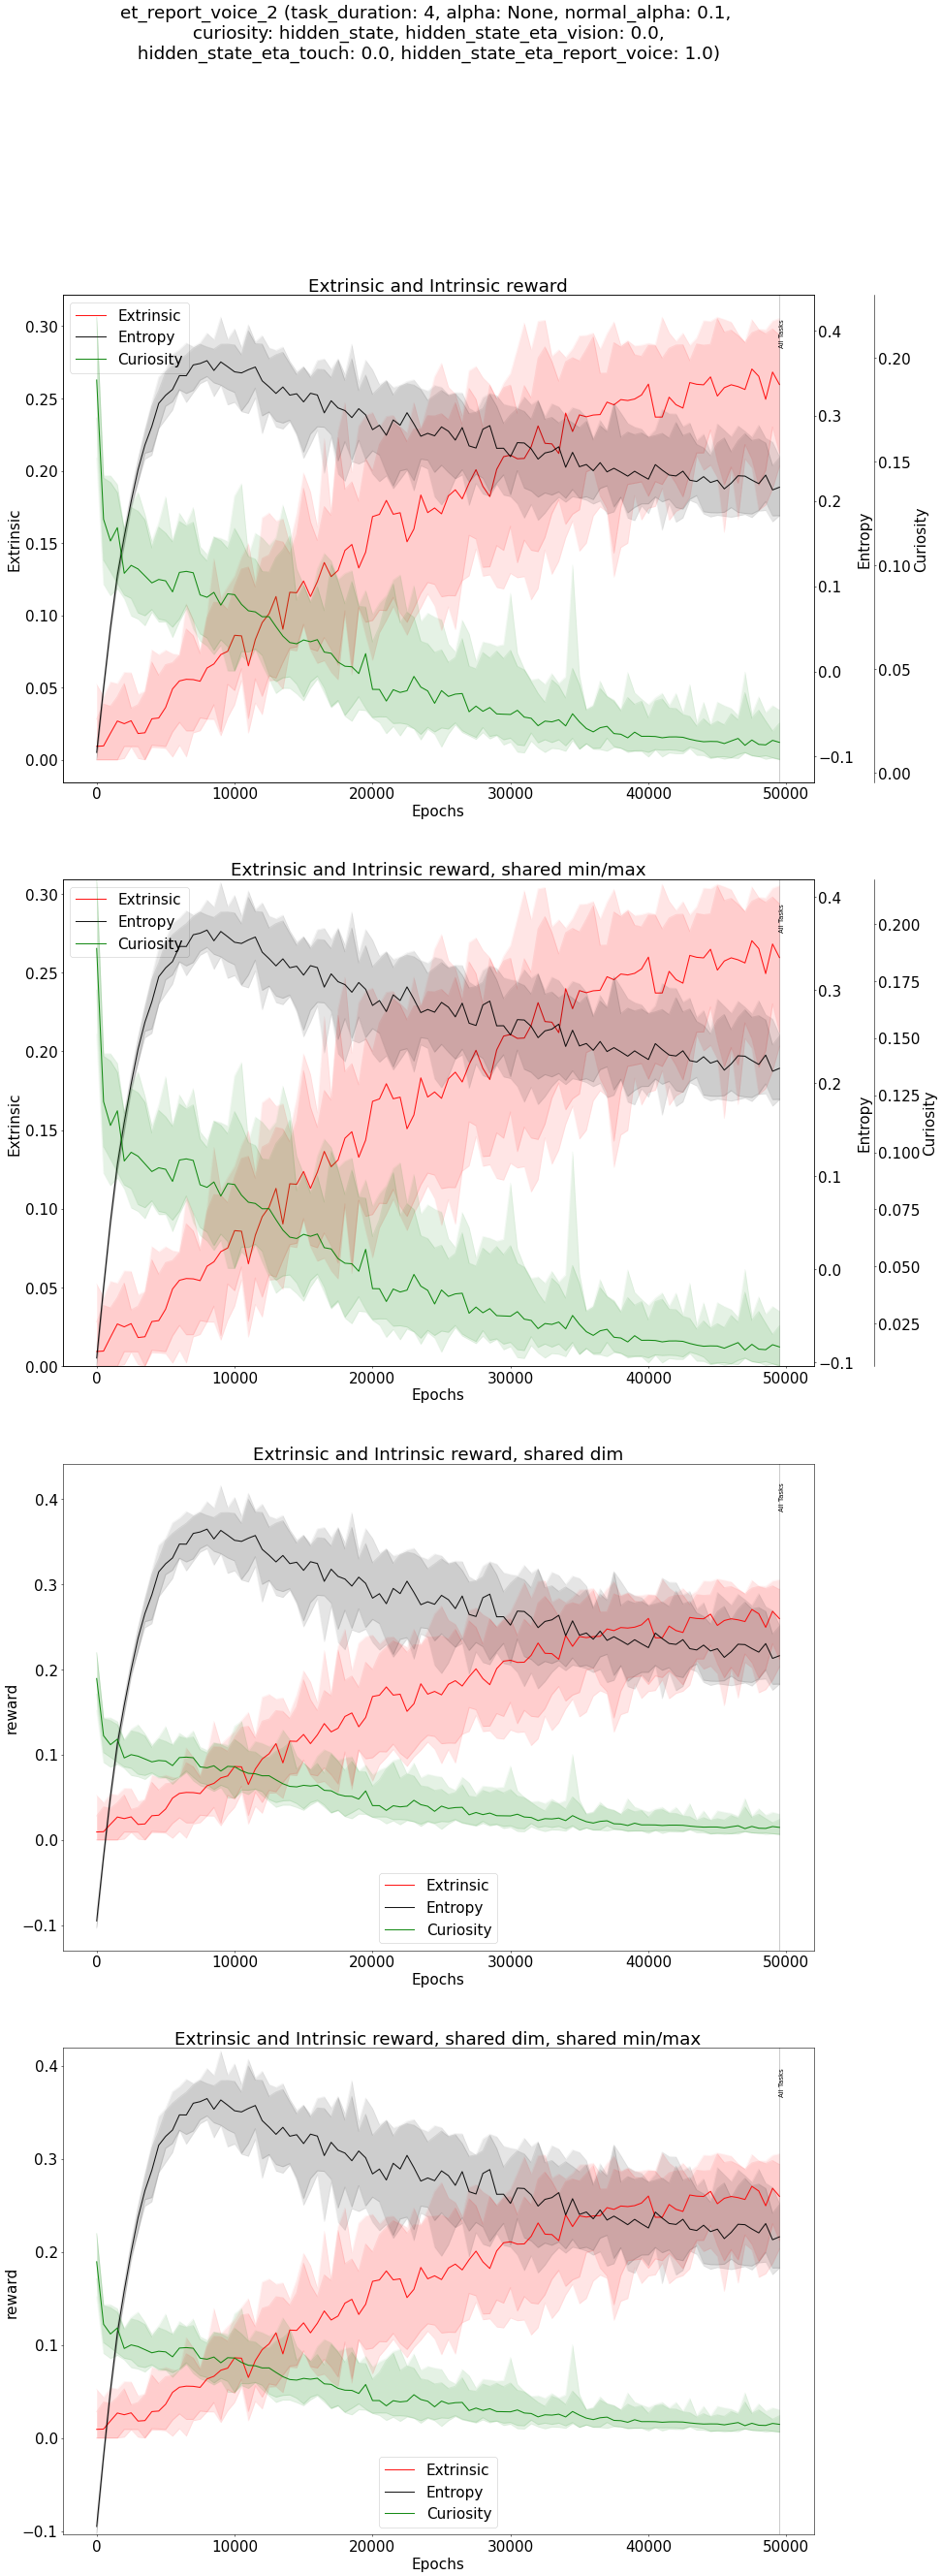 et_report_voice_2 (task_duration: 4, alpha: None, normal_alpha: 0.1,
curiosity: hidden_state, hidden_state_eta_vision: 0.0,
hidden_state_eta_touch: 0.0, hidden_state_eta_report_voice: 1.0)
Extrinsic and Intrinsic reward
Extrinsic
Entropy
Curiosity
All Tasks
0.30
0.25
0.20
0.15
0.10
0.05
0.00
Extrinsic
0.4
0.3
0.2
0.1
0.0
−0.1
Entropy
0.20
0.15
0.10
0.05
0.00
Curiosity
0 10000 20000 30000 40000 50000
Epochs
Extrinsic and Intrinsic reward, shared min/max
Extrinsic
Entropy
Curiosity
All Tasks
0.30
0.25
0.20
0.15
0.10
0.05
0.00
Extrinsic
0.4
0.3
0.2
0.1
0.0
−0.1
Entropy
0.200
0.175
0.150
0.125
0.100
0.075
0.050
0.025
Curiosity
0 10000 20000 30000 40000 50000
Epochs
Extrinsic and Intrinsic reward, shared dim
All Tasks
0.4
0.3
0.2
0.1
0.0
−0.1
reward
Extrinsic
Entropy
Curiosity
0 10000 20000 30000 40000 50000
Epochs
Extrinsic and Intrinsic reward, shared dim, shared min/max
All Tasks
0.4
0.3
0.2
0.1
0.0
−0.1
reward
Extrinsic
Entropy
Curiosity
0 10000 20000 30000 40000 50000
Epochs